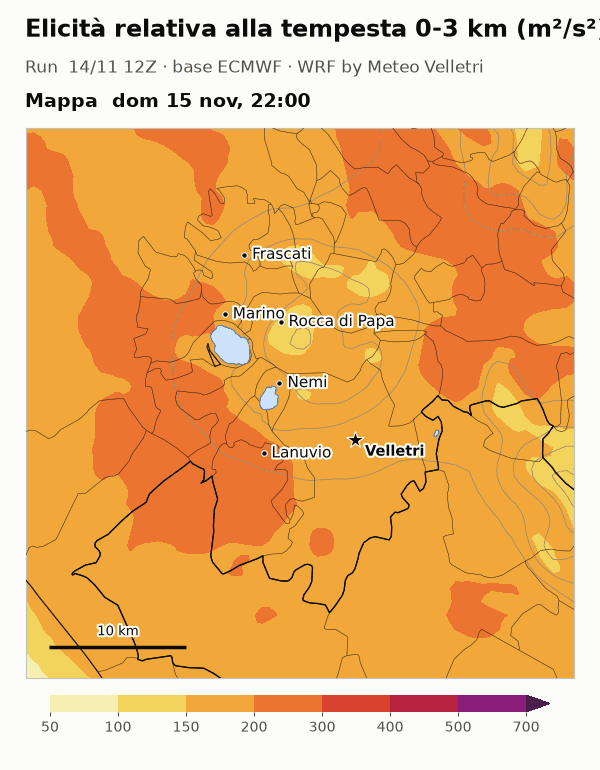 Elicità relativa alla tempesta 0-3 km (m²/s²)
Run  14/11 12Z · base ECMWF · WRF by Meteo Velletri
Mappa  dom 15 nov, 22:00
Frascati
Marino
Rocca di Papa
Nemi
Velletri
Lanuvio
10 km
50 100 150 200 300 400 500 700